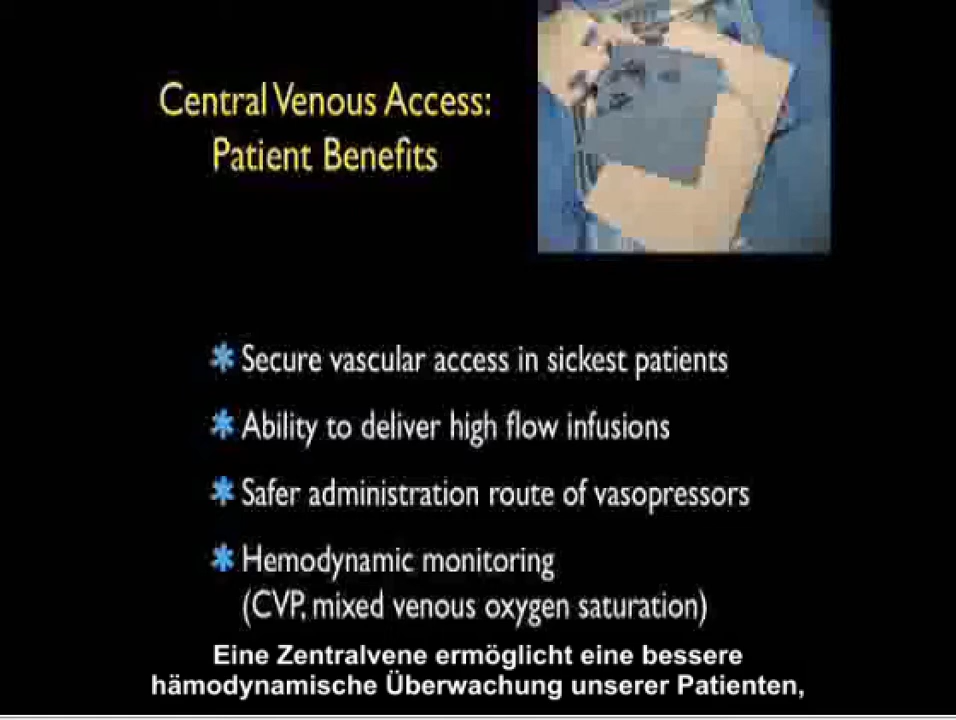 Central Venous Access:
Patient Benefits
✱ Secure vascular access in sickest patients
✱ Ability to deliver high flow infusions
✱ Safer administration route of vasopressors
✱ Hemodynamic monitoring
(CVP, mixed venous oxygen saturation)
Eine Zentralvene ermöglicht eine bessere
hämodynamische Überwachung unserer Patienten,